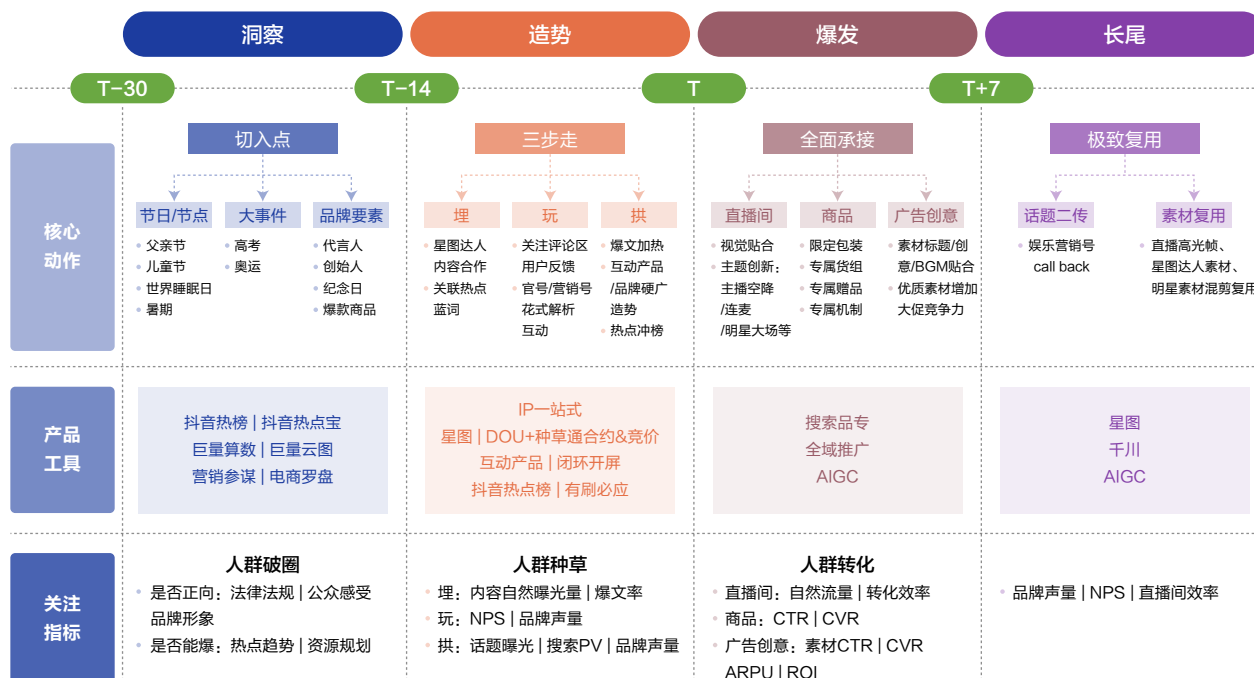 洞察
造势
爆发
长尾
T-30
T-14
T
T+7
核心
动作
切入点
节日/节点
• 父亲节
• 儿童节
• 世界睡眠日
• 暑期
大事件
• 高考
• 奥运
品牌要素
• 代言人
• 创始人
• 纪念日
• 爆款商品
三步走
埋
• 星图达人
内容合作
• 关联热点
蓝词
玩
• 关注评论区
用户反馈
• 官号/营销号
花式解析
互动
拱
• 爆文加热
• 互动产品
/品牌硬广
造势
• 热点冲榜
全面承接
直播间
• 视觉贴合
• 主题创新：
主播空降
/连麦
/明星大场等
商品
• 限定包装
• 专属货组
• 专属赠品
• 专属机制
广告创意
• 素材标题/创
意/BGM贴合
• 优质素材增加
大促竞争力
极致复用
话题二传
• 娱乐营销号
call back
素材复用
• 直播高光帧、
星图达人素材、
明星素材混剪复用
产品
工具
抖音热榜 | 抖音热点宝
巨量算数 | 巨量云图
营销参谋 | 电商罗盘
IP一站式
星图 | DOU+种草通合约&竞价
互动产品 | 闭环开屏
抖音热点榜 | 有刷必应
搜索品专
全域推广
AIGC
星图
千川
AIGC
关注
指标
人群破圈
• 是否正向：法律法规 | 公众感受
品牌形象
• 是否能爆：热点趋势 | 资源规划
人群种草
• 埋：内容自然曝光量 | 爆文率
• 玩：NPS | 品牌声量
• 拱：话题曝光 | 搜索PV | 品牌声量
人群转化
• 直播间：自然流量 | 转化效率
• 商品：CTR | CVR
• 广告创意：素材CTR | CVR
ARPU | ROI
• 品牌声量 | NPS | 直播间效率